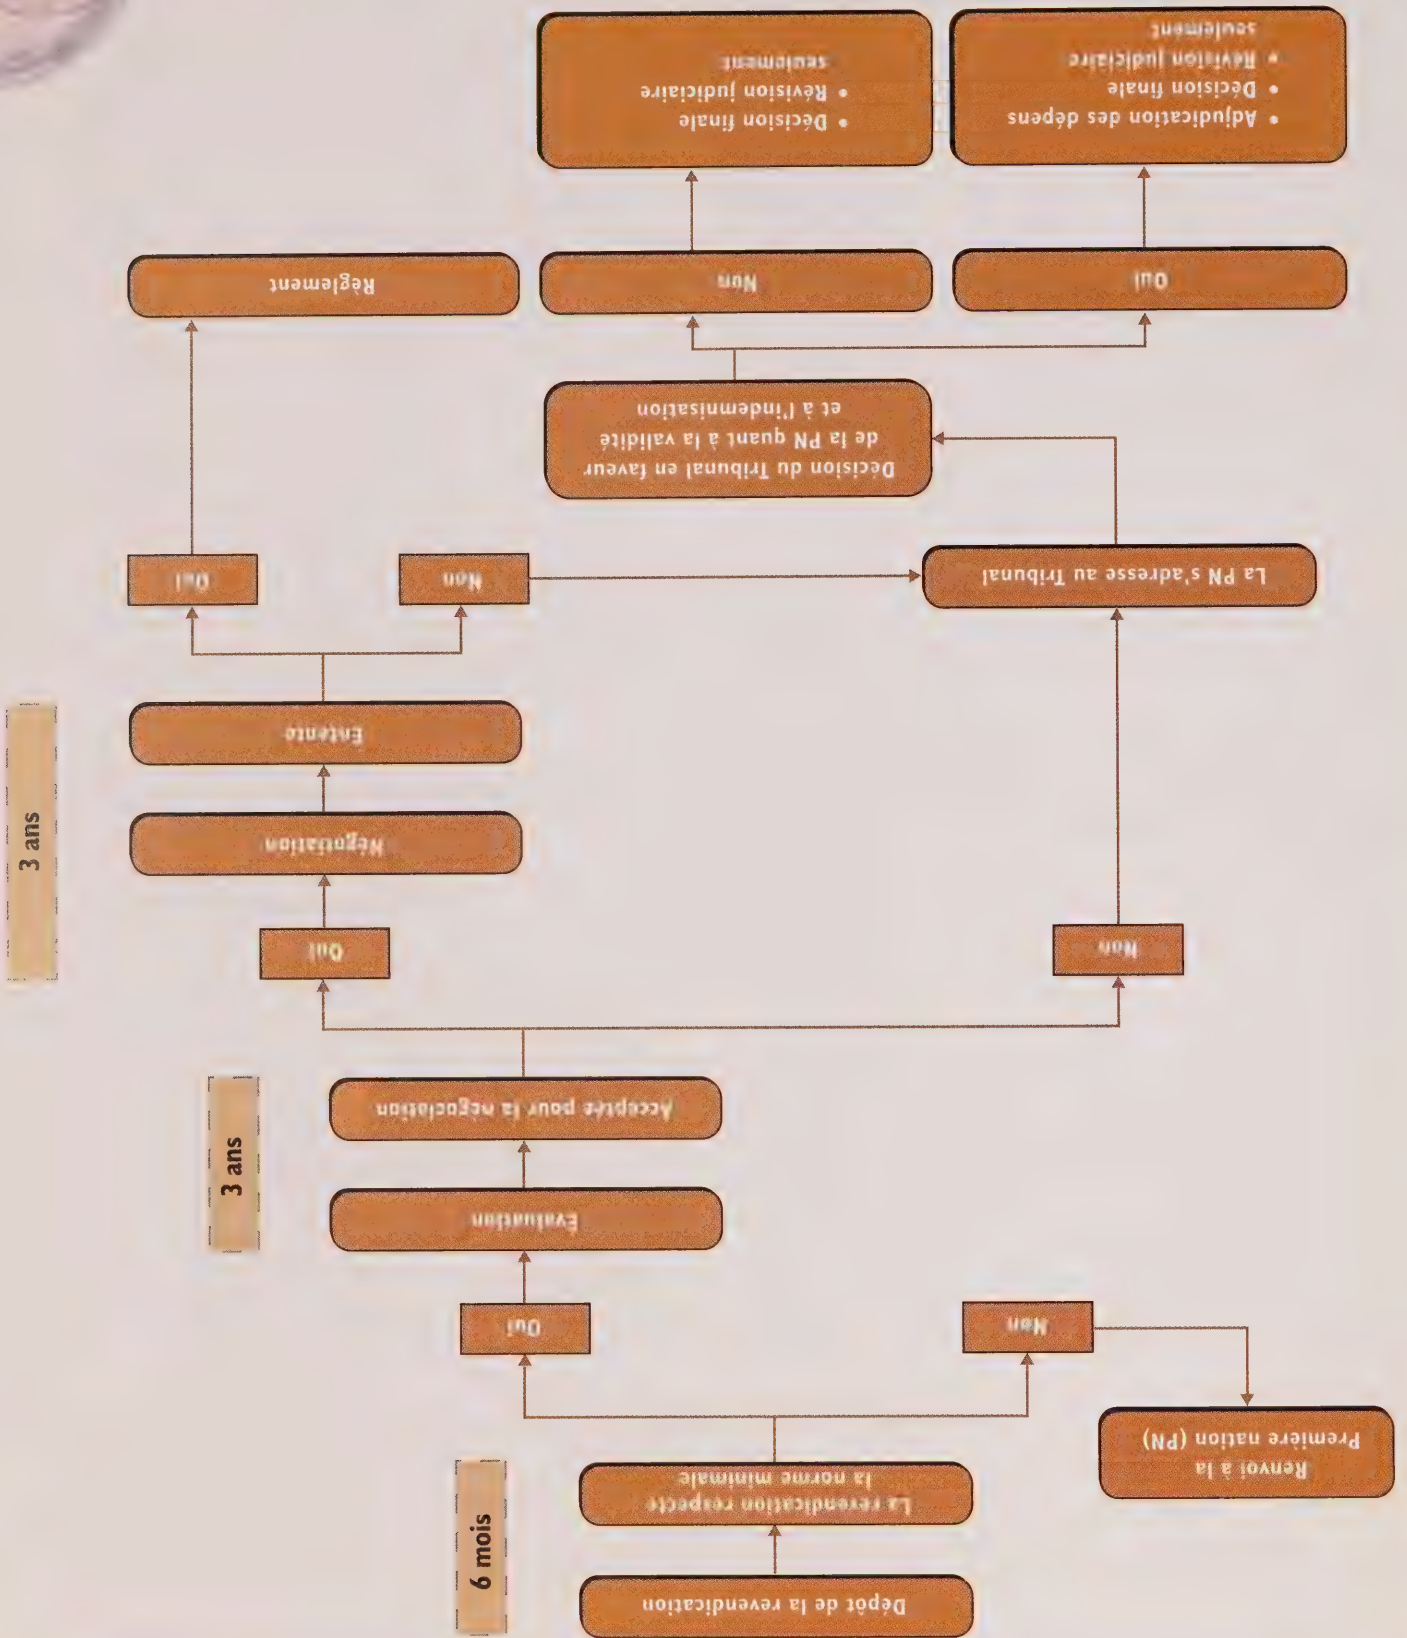 Dépôt de la revendication
6 mois
La revendication respecte
la norme minimale
Renvoi à la
Première nation (PN)
Non
Oui
Évaluation
3 ans
Acceptée pour la négociation
Non
Oui
Négotiation
3 ans
Entente
La PN s'adresse au Tribunal
Non
Oui
Décision du Tribunal en faveur
de la PN quant à la validité
et à l'indemnisation
Oui
Non
Règlement
• Adjudication des dépens
• Décision finale
• Révision judiciaire
seulement
• Décision finale
• Révision judiciaire
seulement